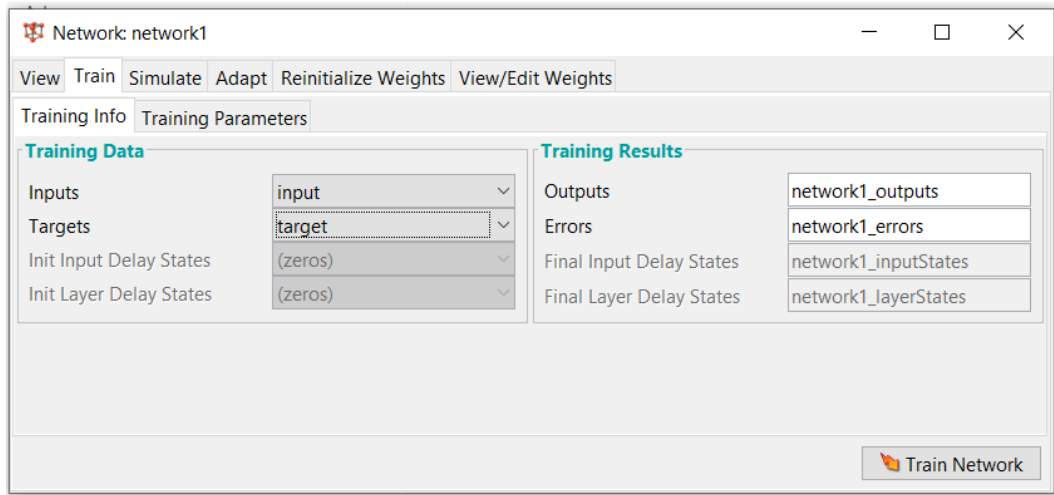 Network: network1
View Train Simulate Adapt Reinitialize Weights View/Edit Weights
Training Info Training Parameters
Training Data
Inputs input
Targets target
Init Input Delay States (zeros)
Init Layer Delay States (zeros)
Training Results
Outputs network1_outputs
Errors network1_errors
Final Input Delay States network1_inputStates
Final Layer Delay States network1_layerStates
Train Network